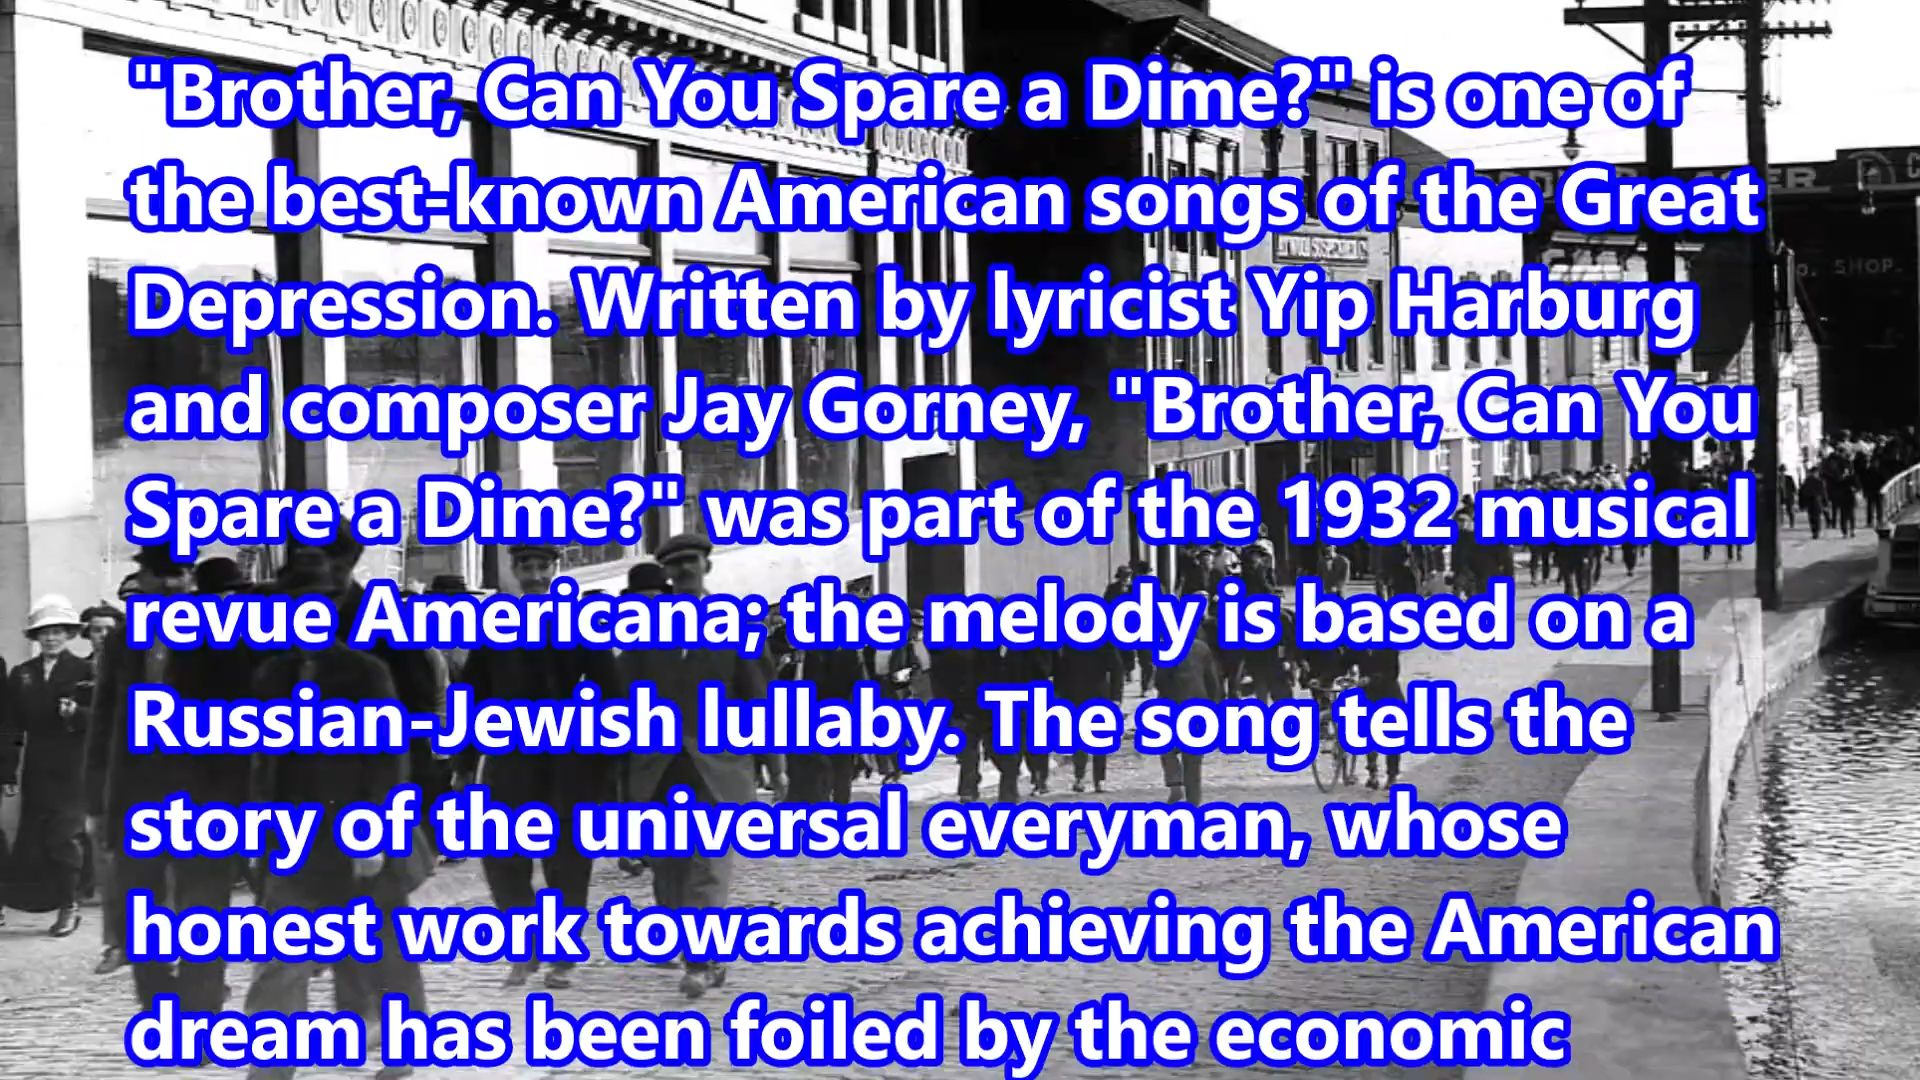 "Brother, Can You Spare a Dime?" is one of
the best-known American songs of the Great
Depression. Written by lyricist Yip Harburg
and composer Jay Gorney, "Brother, Can You
Spare a Dime?" was part of the 1932 musical
revue Americana; the melody is based on a
Russian-Jewish lullaby. The song tells the
story of the universal everyman, whose
honest work towards achieving the American
dream has been foiled by the economic
SHOP.